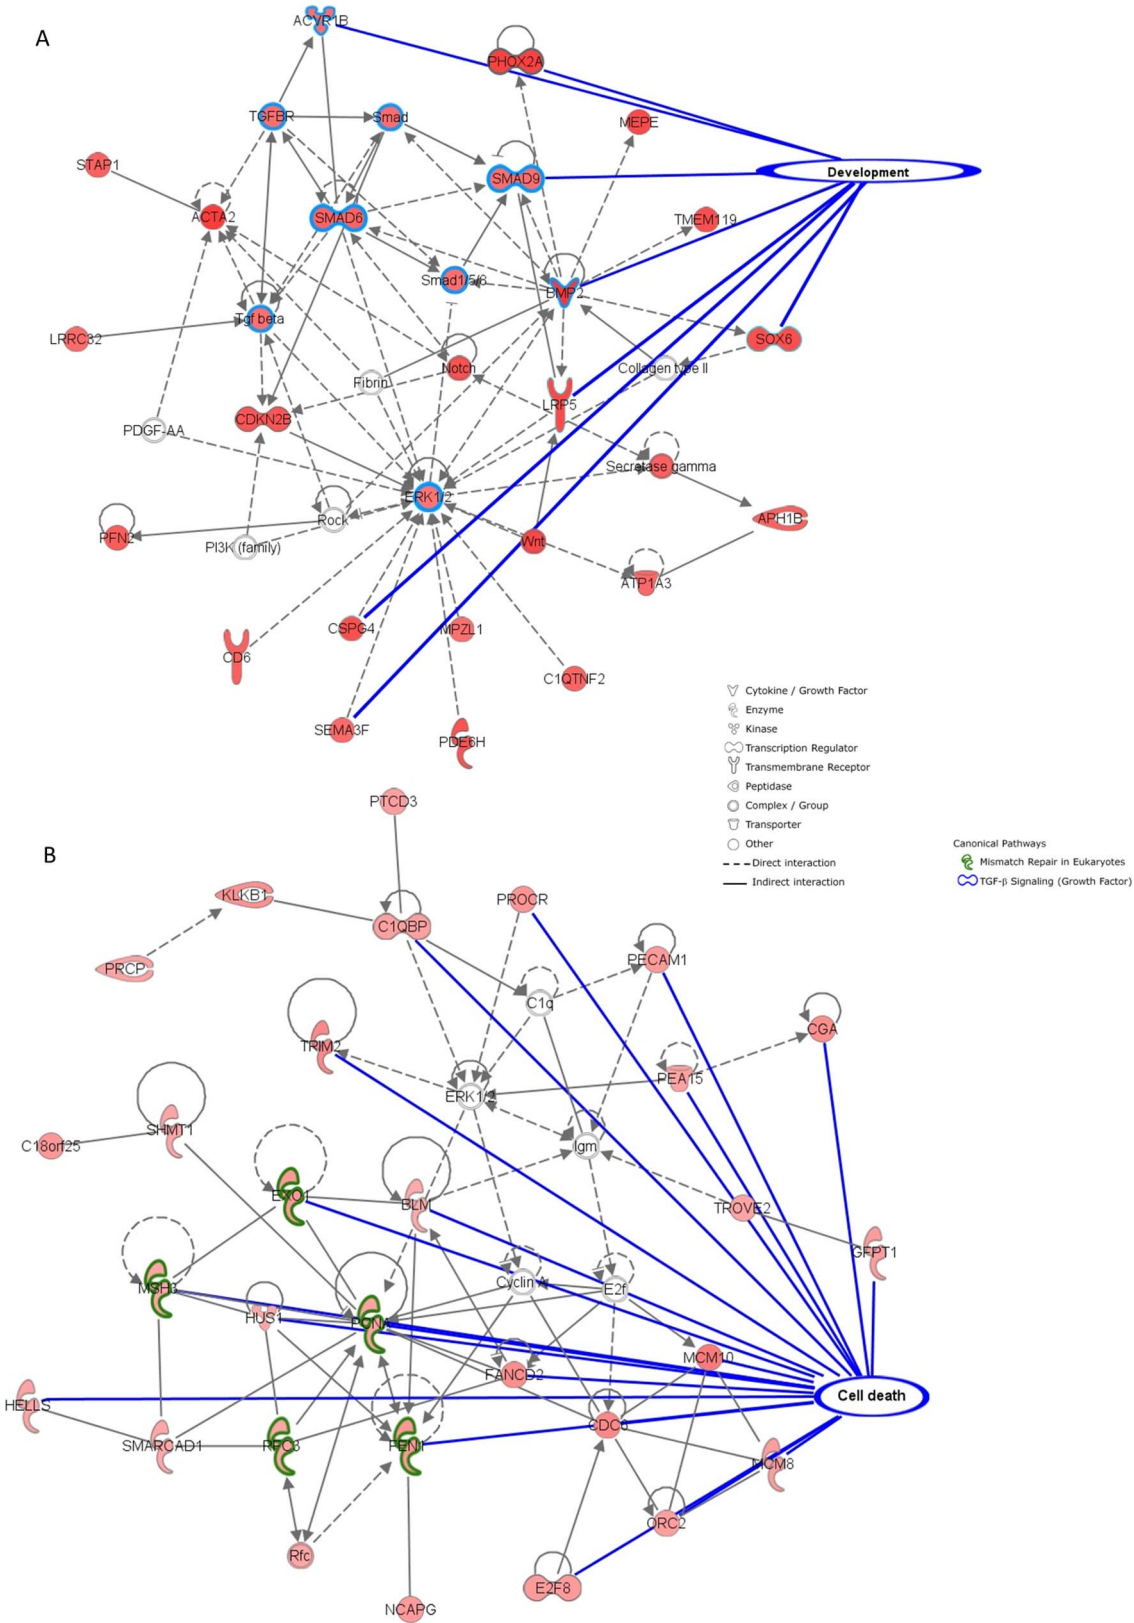 A
ACVR1B
PHOX2A
TGFBR
Smad
MEPE
STAP1
SMAD9
Development
ACTA2
SMAD6
TMEM119
Smad1/5/8
BMP2
Tgf beta
LRRC32
SOX6
Notch
Collagen type II
Fibrin
LRP5
CDKN2B
PDGF-AA
Secretase gamma
ERK1/2
Rock
APH1B
PFN2
PI3K (family)
Wnt
ATP1A3
CSPG4
MPZL1
CD6
C1QTNF2
SEMA3F
PDE6H
Cytokine / Growth Factor
Enzyme
Kinase
Transcription Regulator
Transmembrane Receptor
Peptidase
Complex / Group
Transporter
Other
Direct interaction
Indirect interaction
Canonical Pathways
Mismatch Repair in Eukaryotes
TGF-β Signaling (Growth Factor)
B
PTCD3
KLKB1
PROCR
C1QBP
PRCP
PECAM1
C1q
CGA
TRIM2
PEA15
ERK1/2
SHMT1
C18orf25
Igm
EXO1
BLM
TROVE2
GFPT1
MSH3
Cyclin A
E2f
HUS1
PCNA
MCM10
FANCD2
Cell death
HELLS
CDC6
SMARCAD1
RFC3
FEN1
MCM8
ORC2
Rfc
E2F8
NCAPG